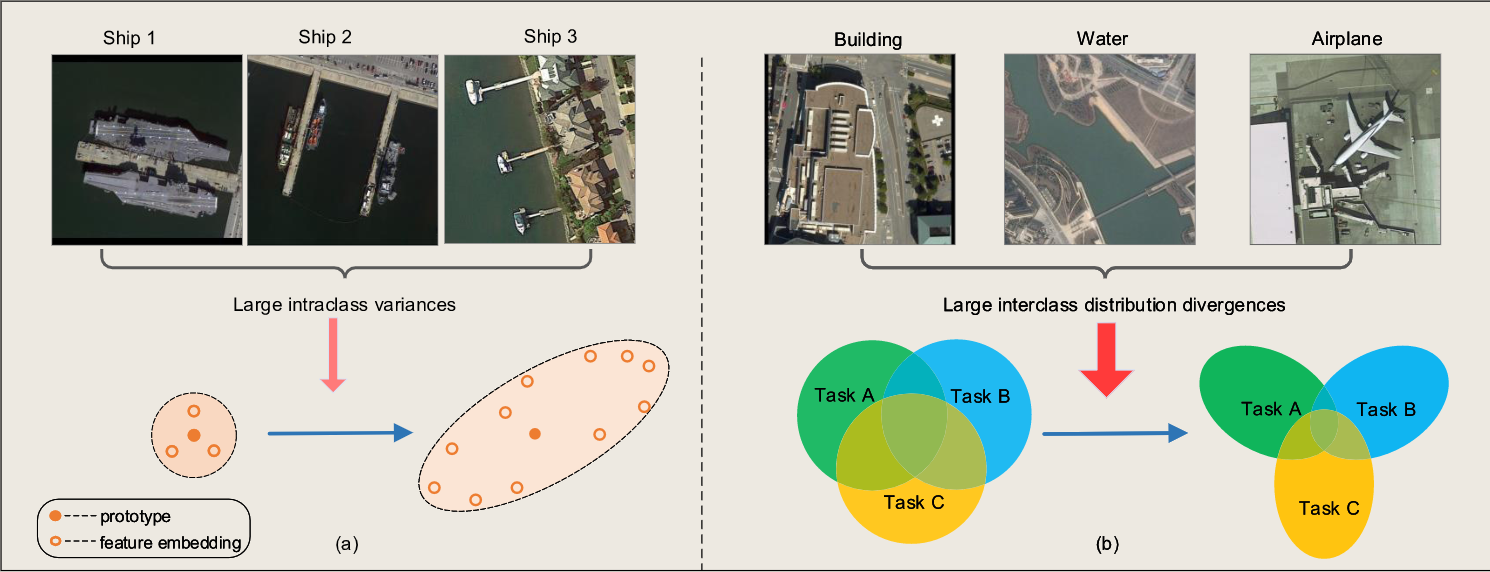 Ship 1
Ship 2
Ship 3
Large intraclass variances
prototype
feature embedding
(a)
Building
Water
Airplane
Large interclass distribution divergences
Task A
Task B
Task C
Task A
Task B
Task C
(b)